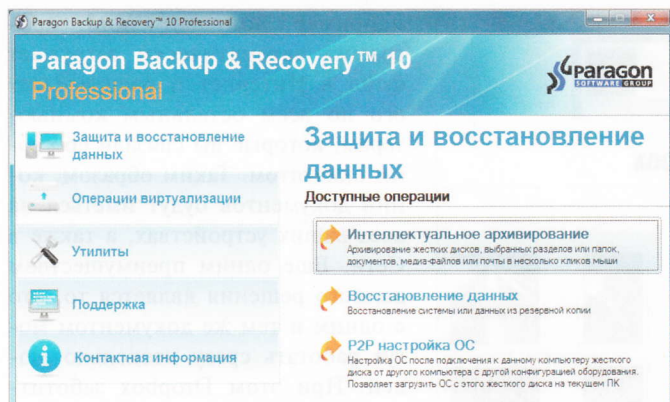 Paragon Backup & Recovery™ 10 Professional
Paragon Backup & Recovery™ 10
Professional
Paragon
SOFTWARE GROUP
Защита и восстановление
данных
Операции виртуализации
Утилиты
Поддержка
Контактная информация
Защита и восстановление
данных
Доступные операции
Интеллектуальное архивирование
Архивирование жестких дисков, выбранных разделов или папок,
документов, медиа-файлов или почты в несколько кликов мыши
Восстановление данных
Восстановление системы или данных из резервной копии
P2P настройка ОС
Настройка ОС после подключения к данному компьютеру жесткого
диска от другого компьютера с другой конфигурацией оборудования.
Позволяет загрузить ОС с этого жесткого диска на текущем ПК